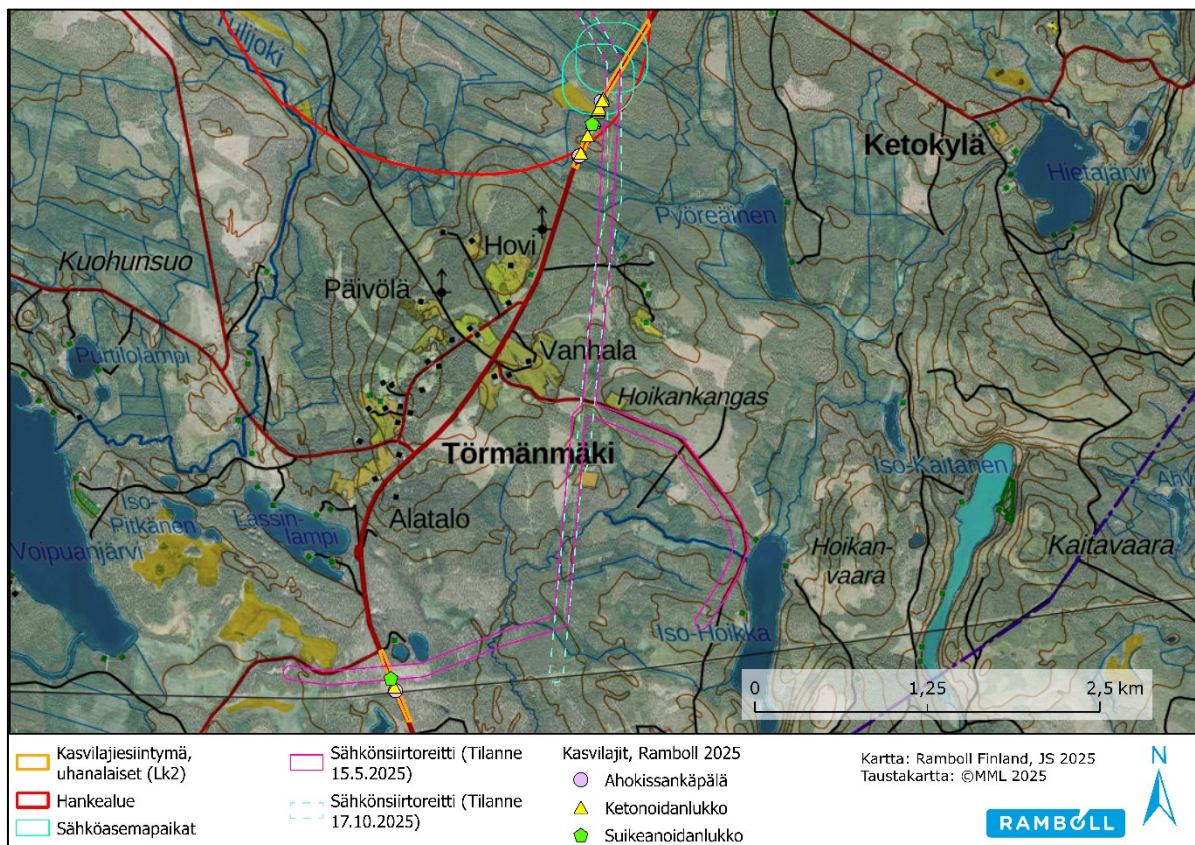 Kulijoki
Ketokylä
Hietajärvi
Pyöreäinen
Kuohunsuo
Hovi
Päivölä
Purtilolampi
Vanhala
Hoikankangas
Törmänmäki
Iso-Kaitanen
Ahv
Iso-
Pitkänen
Lassin-
lampi
Alatalo
Voipuanjärvi
Hoikan-
vaara
Kaitavaara
Iso-Hoikka
0 1,25 2,5 km
Kasvilajiesiintymä,
uhanalaiset (Lk2)
Hankealue
Sähköasemapaikat
Sähkönsiirtoreitti (Tilanne
15.5.2025)
Sähkönsiirtoreitti (Tilanne
17.10.2025)
Kasvilajit, Ramboll 2025
Ahokissankäpälä
Ketonoidanlukko
Suikeanoidanlukko
Kartta: Ramboll Finland, JS 2025
Taustakartta: ©MML 2025
N
RAMBOLL